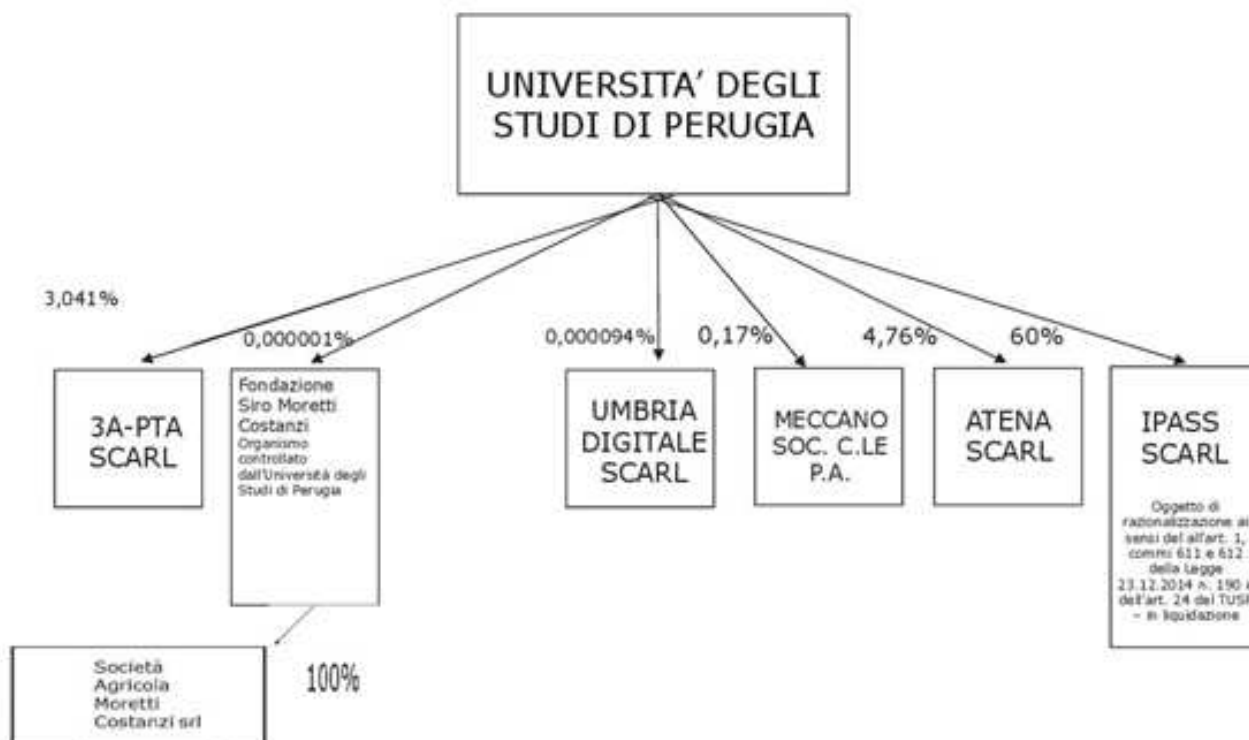 UNIVERSITA' DEGLI
STUDI DI PERUGIA
3,041%
0,000001%
0,000094%
0,17%
4,76%
60%
3A-PTA
SCARL
Fondazione
Siro Moretti
Costanzi
Organismo
controllato
dall'Università degli
Studi di Perugia
UMBRIA
DIGITALE
SCARL
MECCANO
SOC. C.LE
P.A.
ATENA
SCARL
IPASS
SCARL
Oggetto di
razionalizzazione ai
sensi del all'art. 1,
commi 611 e 612
della Legge
23.12.2014 n. 190 e
dell'art. 24 del TUSP
– in liquidazione
100%
Società
Agricola
Moretti
Costanzi srl